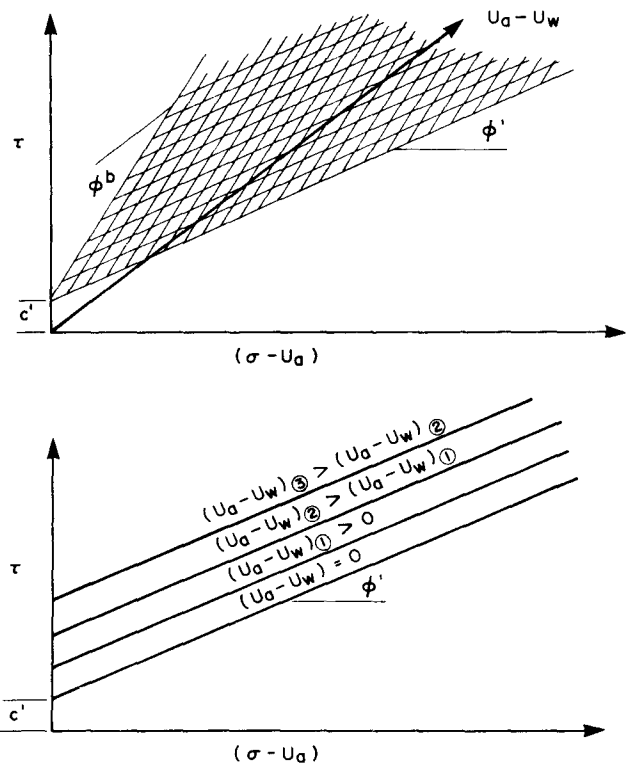 Ua – Uw
τ
ϕ'
ϕb
c'
(σ – Ua)
(Ua – Uw)③ > (Ua – Uw)②
(Ua – Uw)② > (Ua – Uw)①
(Ua – Uw)① > 0
(Ua – Uw) = 0
τ
ϕ'
c'
(σ – Ua)